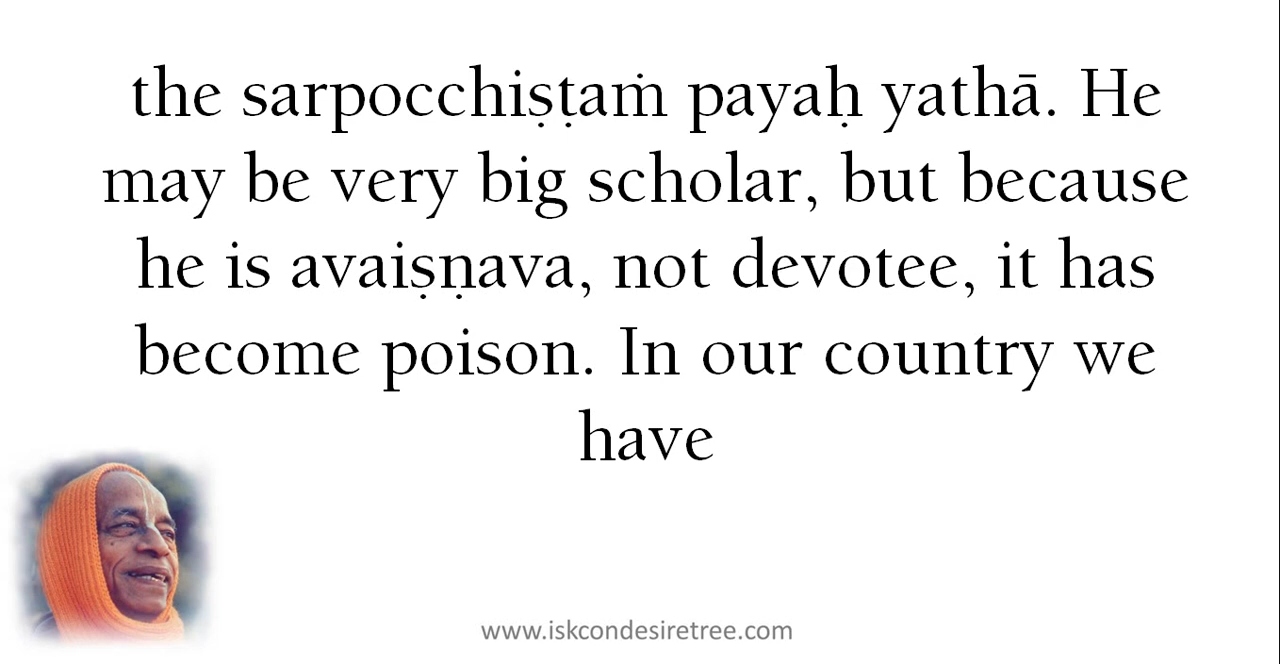 the sarpocchiṣṭaṁ payaḥ yathā. He
may be very big scholar, but because
he is avaiṣṇava, not devotee, it has
become poison. In our country we
have
www.iskcondesiretree.com